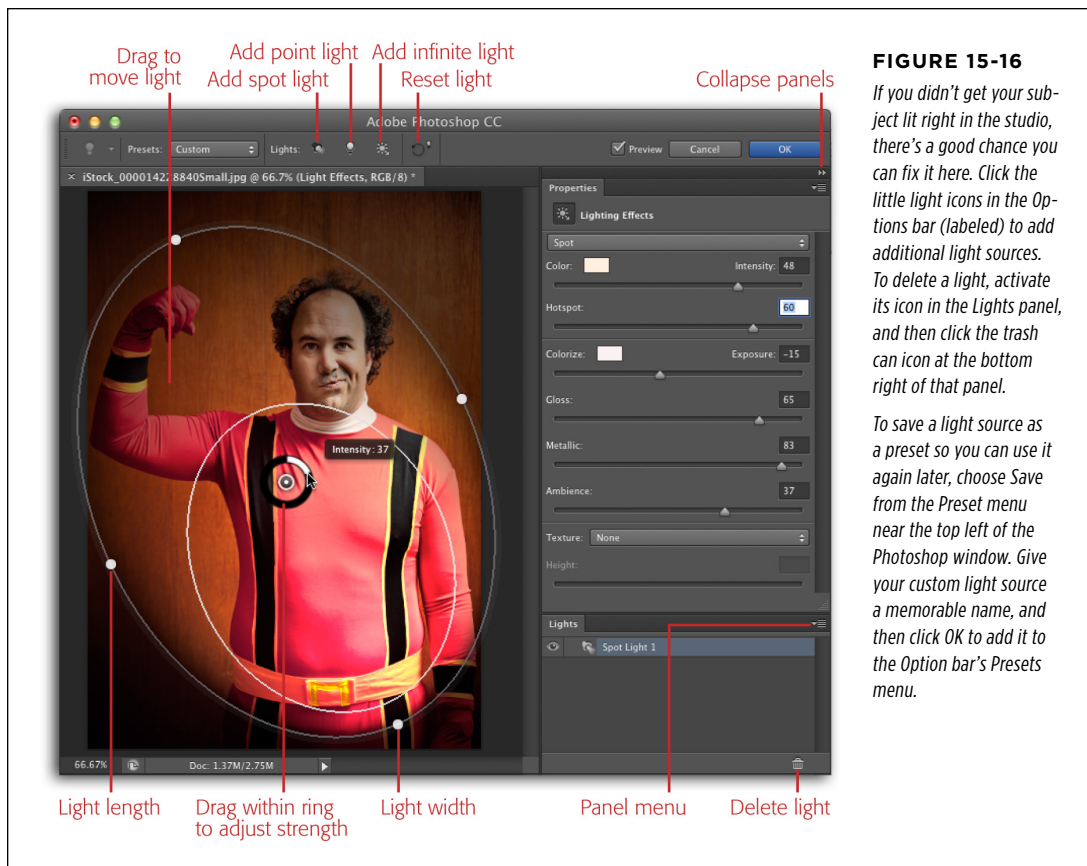 Drag to
move light
Add point light
Add spot light
Add infinite light
Reset light
Collapse panels
Adobe Photoshop CC
Presets: Custom
Lights:
Preview
Cancel
OK
× iStock_000014228840Small.jpg @ 66.7% (Light Effects, RGB/8) *
Properties
Lighting Effects
Spot
Color:
Intensity: 48
Hotspot:
60
Colorize:
Exposure: -15
Gloss:
65
Metallic:
83
Ambience:
37
Texture: None
Height:
Intensity: 37
Lights
Spot Light 1
66.67%
Doc: 1.37M/2.75M
Light length
Drag within ring
to adjust strength
Light width
Panel menu
Delete light
FIGURE 15-16
If you didn't get your sub-
ject lit right in the studio,
there's a good chance you
can fix it here. Click the
little light icons in the Op-
tions bar (labeled) to add
additional light sources.
To delete a light, activate
its icon in the Lights panel,
and then click the trash
can icon at the bottom
right of that panel.
To save a light source as
a preset so you can use it
again later, choose Save
from the Preset menu
near the top left of the
Photoshop window. Give
your custom light source
a memorable name, and
then click OK to add it to
the Option bar's Presets
menu.